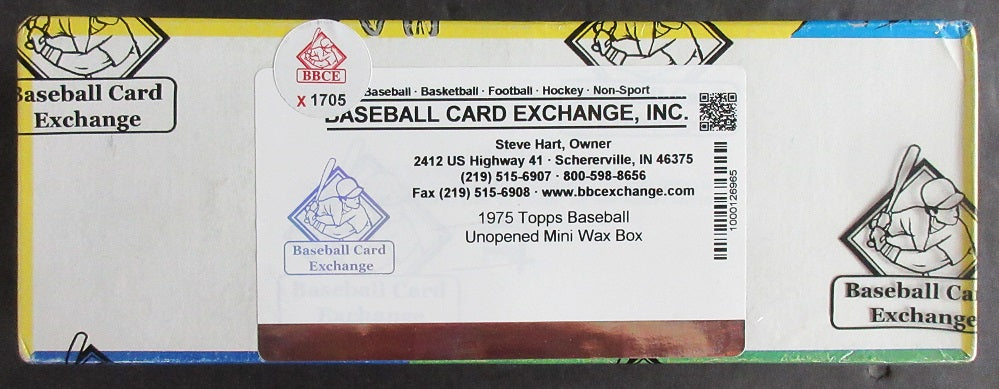 Baseball Card
Exchange
BBCE
X 1705
Baseball · Basketball · Football · Hockey · Non-Sport
BASEBALL CARD EXCHANGE, INC.
Steve Hart, Owner
2412 US Highway 41 · Schererville, IN 46375
(219) 515-6907 · 800-598-8656
Fax (219) 515-6908 · www.bbcexchange.com
1975 Topps Baseball
Unopened Mini Wax Box
1000126965
Baseball Card
Exchange
Baseball Card
Exchange
Baseball Ca
Exchange